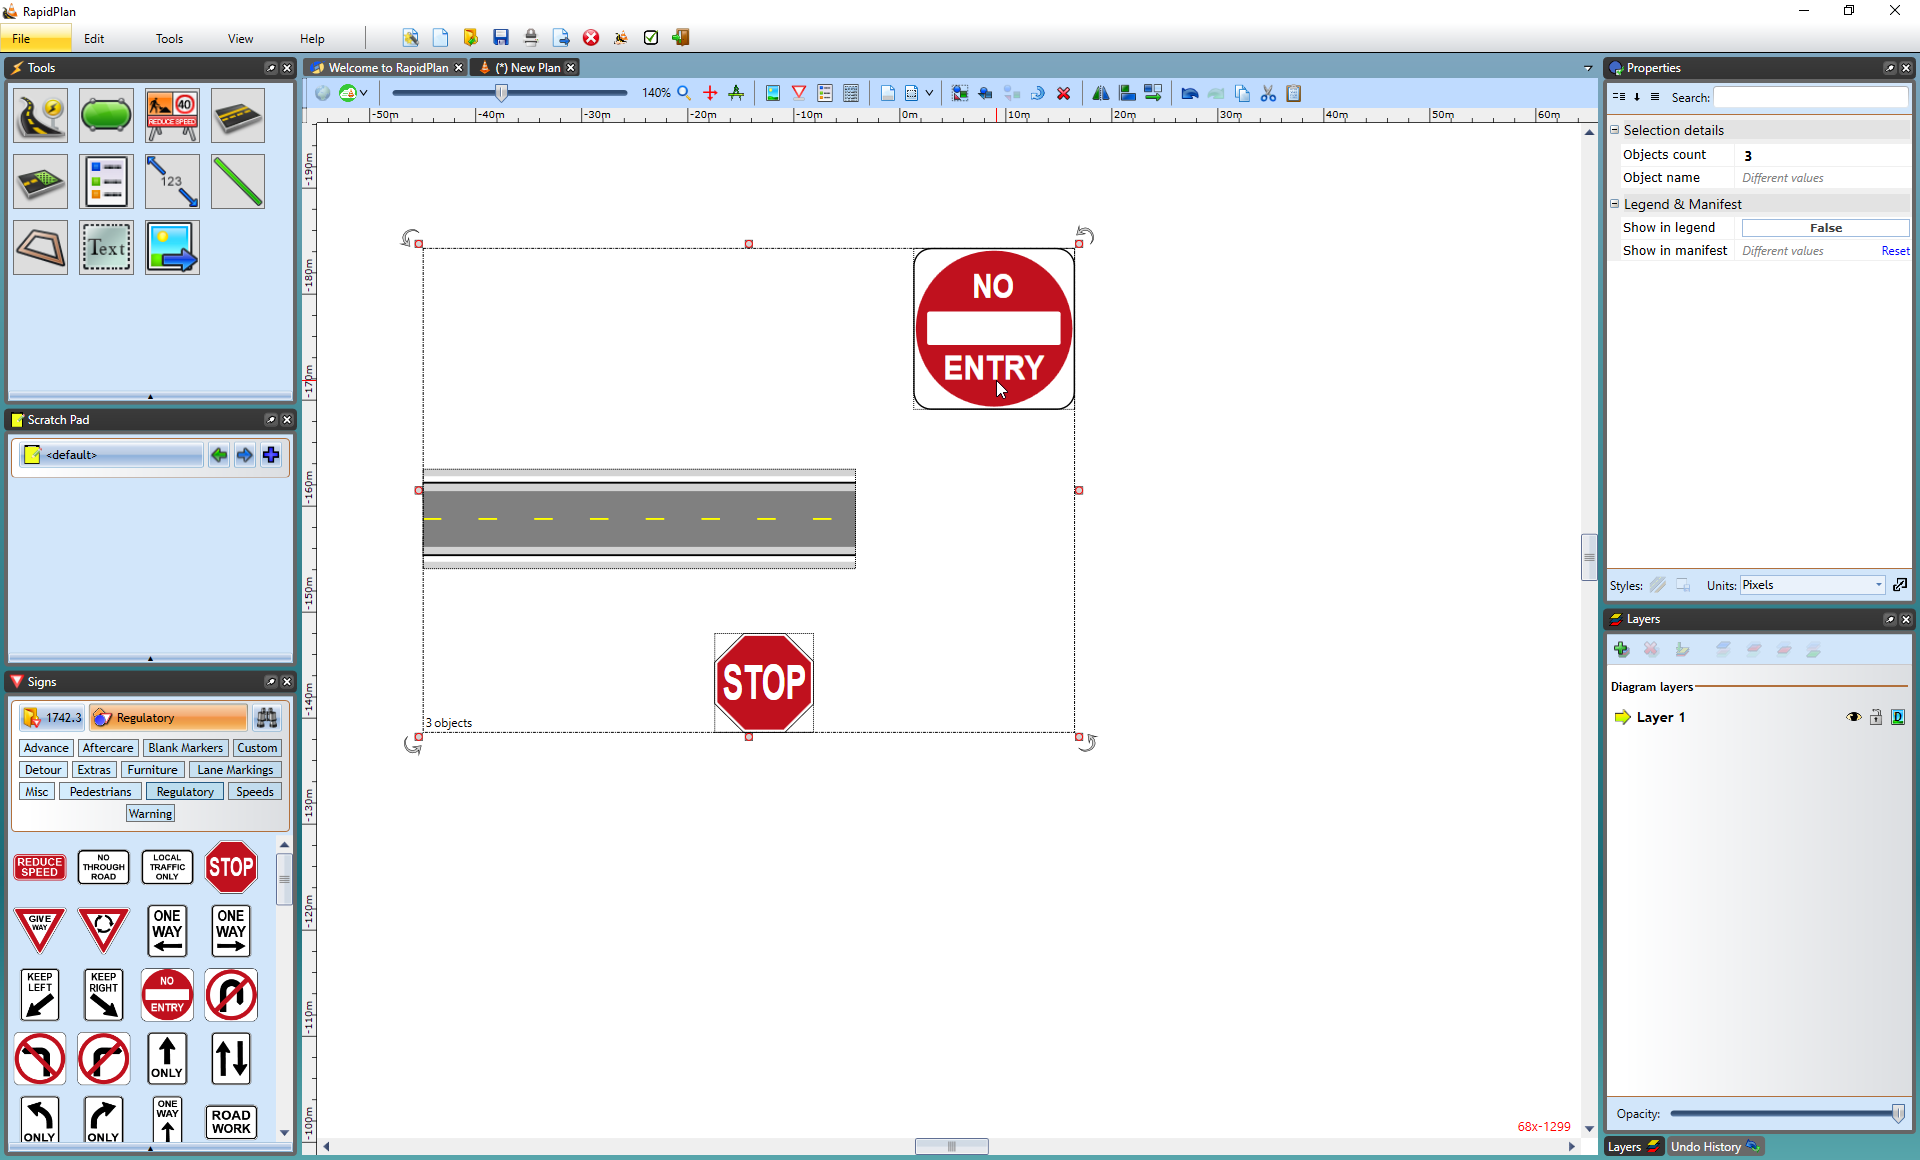 RapidPlan
File Edit Tools View Help
Tools
Welcome to RapidPlan
(*) New Plan
Properties
140%
-50m -40m -30m -20m -10m 0m 10m 20m 30m 40m 50m 60m
Search:
Selection details
Objects count 3
Object name Different values
Legend & Manifest
Show in legend False
Show in manifest Different values Reset
40
REDUCE SPEED
123
Text
-190m
-180m
-170m
-160m
-150m
-140m
-130m
-120m
-110m
-100m
NO
ENTRY
STOP
3 objects
Scratch Pad
<default>
Styles: Units: Pixels
Layers
Diagram layers
Layer 1
D
Signs
1742.3 Regulatory
Advance Aftercare Blank Markers Custom
Detour Extras Furniture Lane Markings
Misc Pedestrians Regulatory Speeds
Warning
REDUCE
SPEED
NO
THROUGH
ROAD
LOCAL
TRAFFIC
ONLY
STOP
GIVE
WAY
ONE
WAY
ONE
WAY
KEEP
LEFT
KEEP
RIGHT
NO
ENTRY
ONLY
ONLY
ONLY
ONE
WAY
ROAD
WORK
68x-1299
Opacity:
Layers Undo History